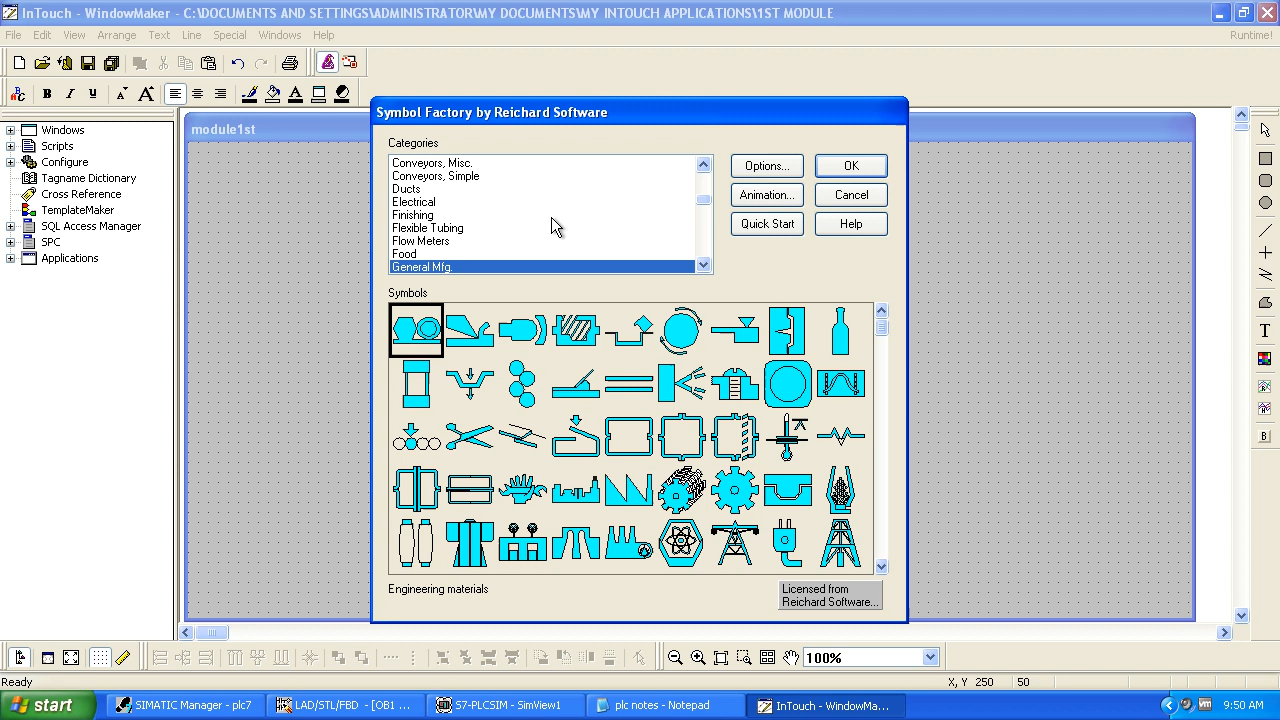 InTouch - WindowMaker - C:\DOCUMENTS AND SETTINGS\ADMINISTRATOR\MY DOCUMENTS\MY INTOUCH APPLICATIONS\1ST MODULE
File Edit View Arrange Text Line Special Windows Help Runtime!
B I U A A A
module1st
Windows
Scripts
Configure
Tagname Dictionary
Cross Reference
TemplateMaker
SQL Access Manager
SPC
Applications
Symbol Factory by Reichard Software
Categories
Conveyors, Misc.
Conveyors, Simple
Ducts
Electrical
Finishing
Flexible Tubing
Flow Meters
Food
General Mfg.
Options... OK
Animation... Cancel
Quick Start Help
Symbols
Engineering materials
Licensed from
Reichard Software...
T
B
100%
Ready X, Y 250 50
start SIMATIC Manager - plc7 LAD/STL/FBD - [OB1 ... S7-PLCSIM - SimView1 plc notes - Notepad InTouch - WindowMa... 9:50 AM